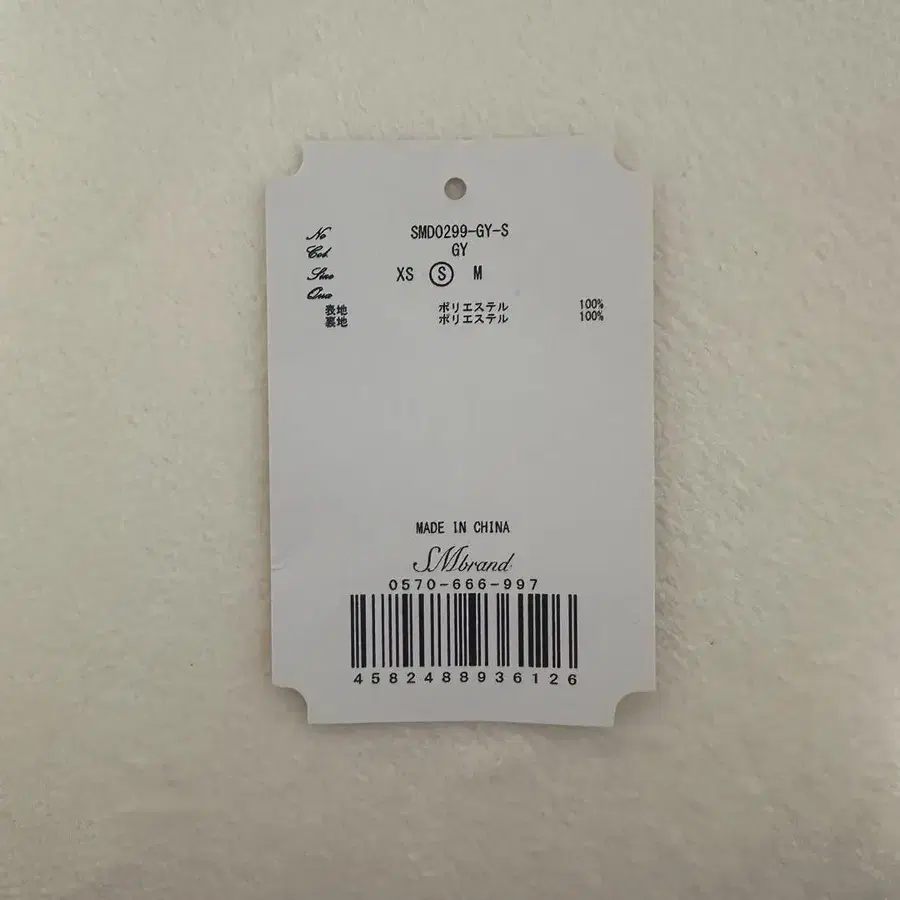 No SMD0299-GY-S
Col. GY
Size XS S M
Qua
表地 ポリエステル 100%
裏地 ポリエステル 100%
MADE IN CHINA
SMbrand
0570-666-997
4582488936126